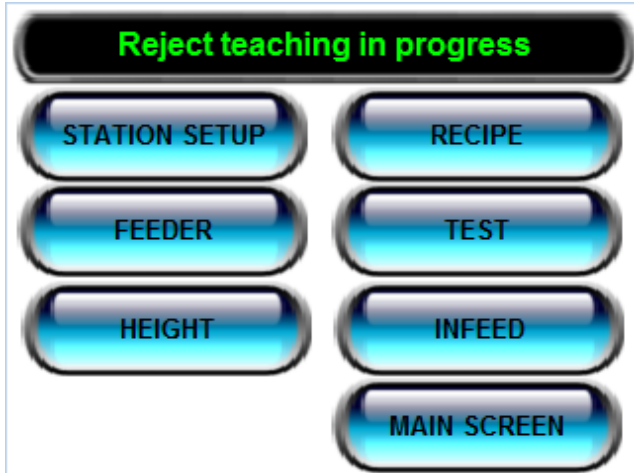 Reject teaching in progress
STATION SETUP
RECIPE
FEEDER
TEST
HEIGHT
INFEED
MAIN SCREEN